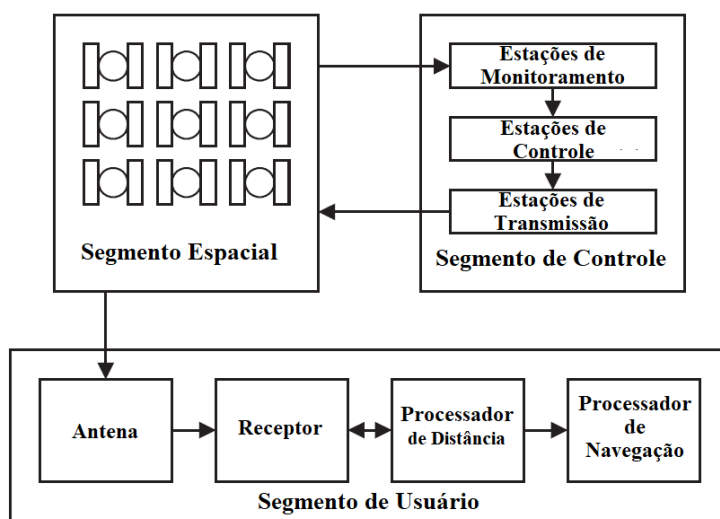 Estações de
Monitoramento
Estações de
Controle
Estações de
Transmissão
Segmento Espacial
Segmento de Controle
Antena
Receptor
Processador
de Distância
Processador
de
Navegação
Segmento de Usuário